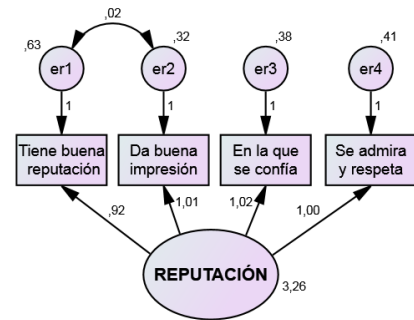 ,02
,63
,32
,38
,41
er1
er2
er3
er4
1
1
1
1
Tiene buena
reputación
Da buena
impresión
En la que
se confía
Se admira
y respeta
,92
1,01
1,02
1,00
REPUTACIÓN
3,26